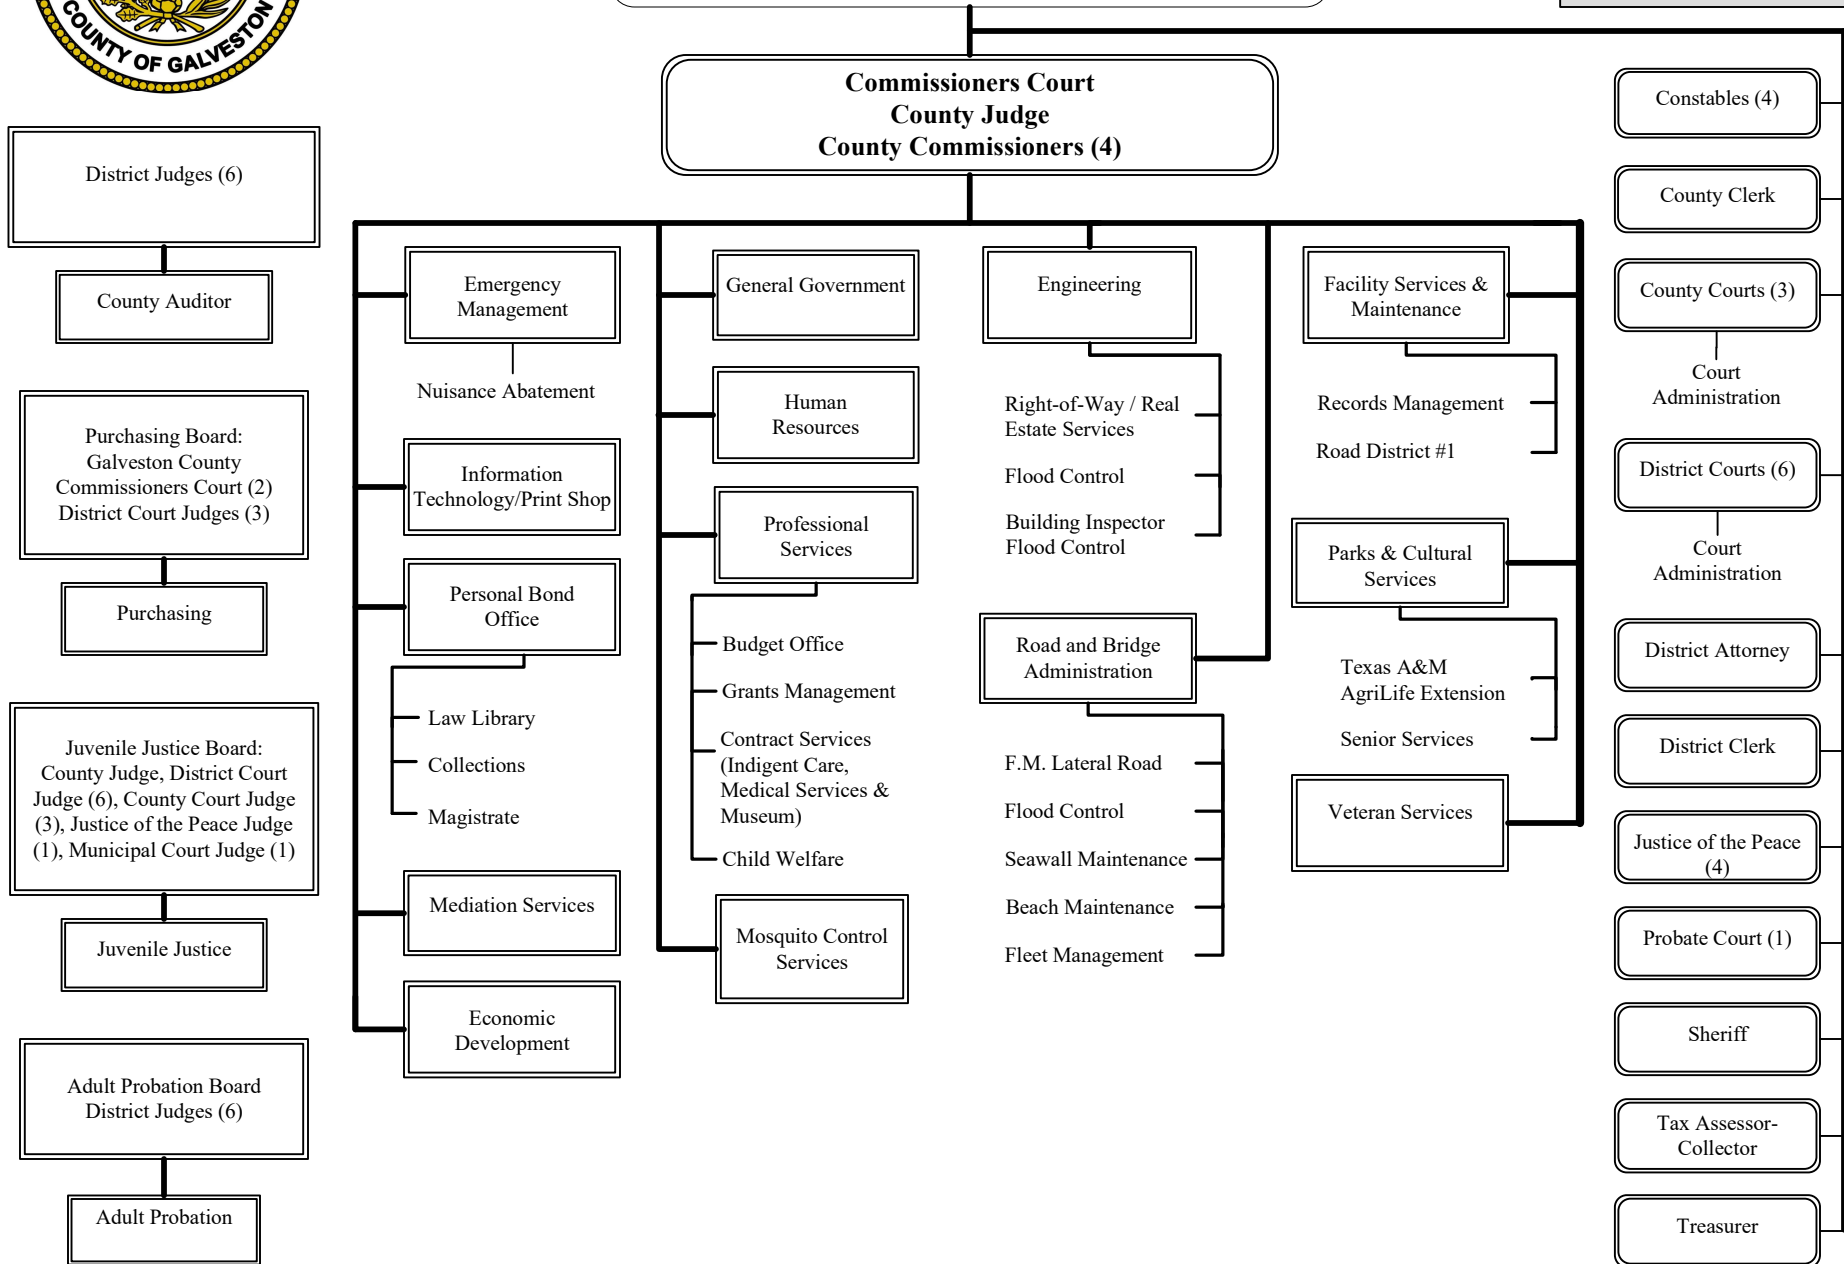 COUNTY OF GALVESTON
Commissioners Court
County Judge
County Commissioners (4)
District Judges (6)
County Auditor
Purchasing Board:
Galveston County
Commissioners Court (2)
District Court Judges (3)
Purchasing
Juvenile Justice Board:
County Judge, District Court
Judge (6), County Court Judge
(3), Justice of the Peace Judge
(1), Municipal Court Judge (1)
Juvenile Justice
Adult Probation Board
District Judges (6)
Adult Probation
Emergency
Management
Nuisance Abatement
Information
Technology/Print Shop
Personal Bond
Office
Law Library
Collections
Magistrate
Mediation Services
Economic
Development
General Government
Human
Resources
Professional
Services
Budget Office
Grants Management
Contract Services
(Indigent Care,
Medical Services &
Museum)
Child Welfare
Mosquito Control
Services
Engineering
Right-of-Way / Real
Estate Services
Flood Control
Building Inspector
Flood Control
Road and Bridge
Administration
F.M. Lateral Road
Flood Control
Seawall Maintenance
Beach Maintenance
Fleet Management
Facility Services &
Maintenance
Records Management
Road District #1
Parks & Cultural
Services
Texas A&M
AgriLife Extension
Senior Services
Veteran Services
Constables (4)
County Clerk
County Courts (3)
Court
Administration
District Courts (6)
Court
Administration
District Attorney
District Clerk
Justice of the Peace
(4)
Probate Court (1)
Sheriff
Tax Assessor-
Collector
Treasurer